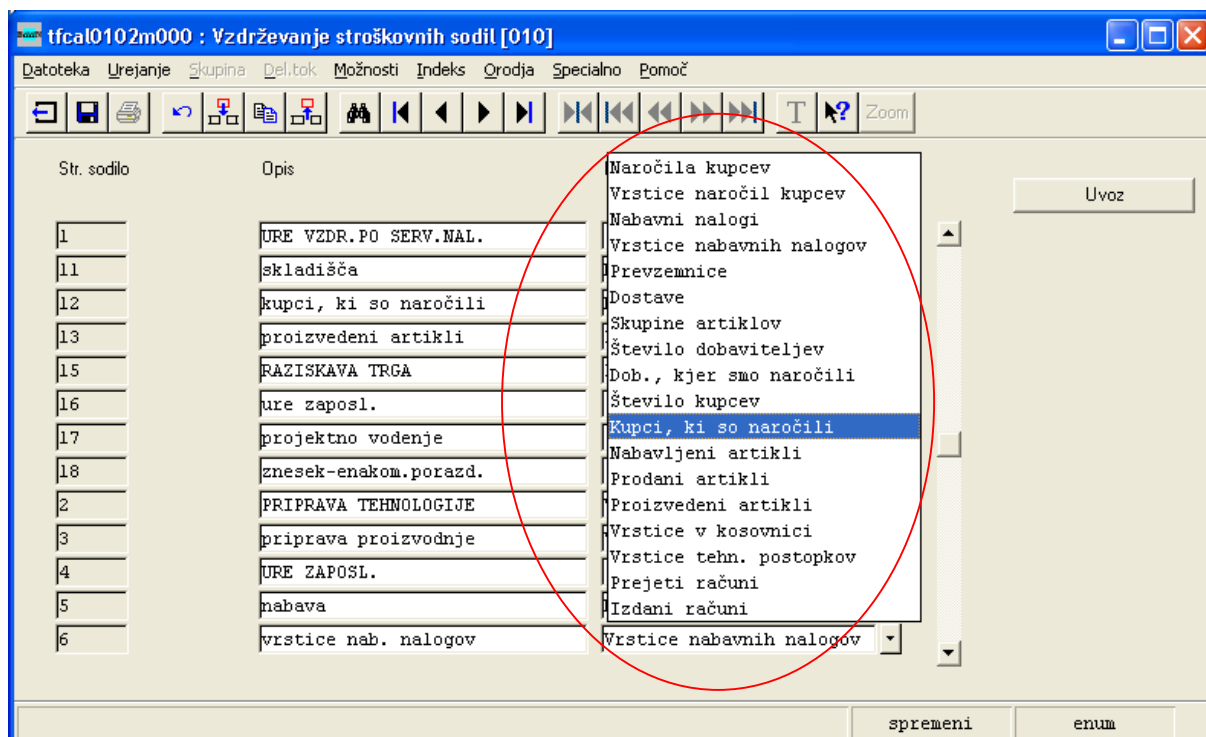 tfcal0102m000 : Vzdrževanje stroškovnih sodil [010]
Datoteka Urejanje Skupina Del.tok Možnosti Indeks Orodja Specialno Pomoč
T ? Zoom
Str. sodilo Opis
Uvoz
1 URE VZDR.PO SERV.NAL.
11 skladišča
12 kupci, ki so naročili
13 proizvedeni artikli
15 RAZISKAVA TRGA
16 ure zaposl.
17 projektno vodenje
18 znesek-enakom.porazd.
2 PRIPRAVA TEHNOLOGIJE
3 priprava proizvodnje
4 URE ZAPOSL.
5 nabava
6 vrstice nab. nalogov Vrstice nabavnih nalogov
Naročila kupcev
Vrstice naročil kupcev
Nabavni nalogi
Vrstice nabavnih nalogov
Prevzemnice
Dostave
Skupine artiklov
Število dobaviteljev
Dob., kjer smo naročili
Število kupcev
Kupci, ki so naročili
Nabavljeni artikli
Prodani artikli
Proizvedeni artikli
Vrstice v kosovnici
Vrstice tehn. postopkov
Prejeti računi
Izdani računi
spremeni enum